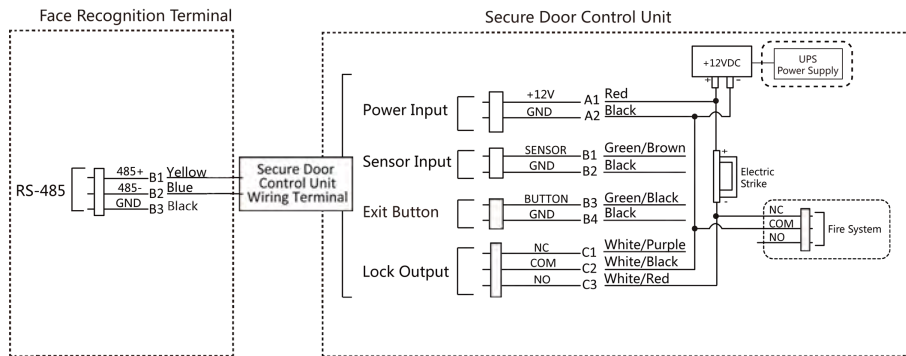 Face Recognition Terminal
Secure Door Control Unit
RS-485
485+ B1 Yellow
485- B2 Blue
GND B3 Black
Secure Door
Control Unit
Wiring Terminal
Power Input
+12V A1 Red
GND A2 Black
Sensor Input
SENSOR B1 Green/Brown
GND B2 Black
Exit Button
BUTTON B3 Green/Black
GND B4 Black
Lock Output
NC C1 White/Purple
COM C2 White/Black
NO C3 White/Red
+12VDC
+ -
UPS
Power Supply
+
Electric
Strike
-
NC
COM
NO
Fire System